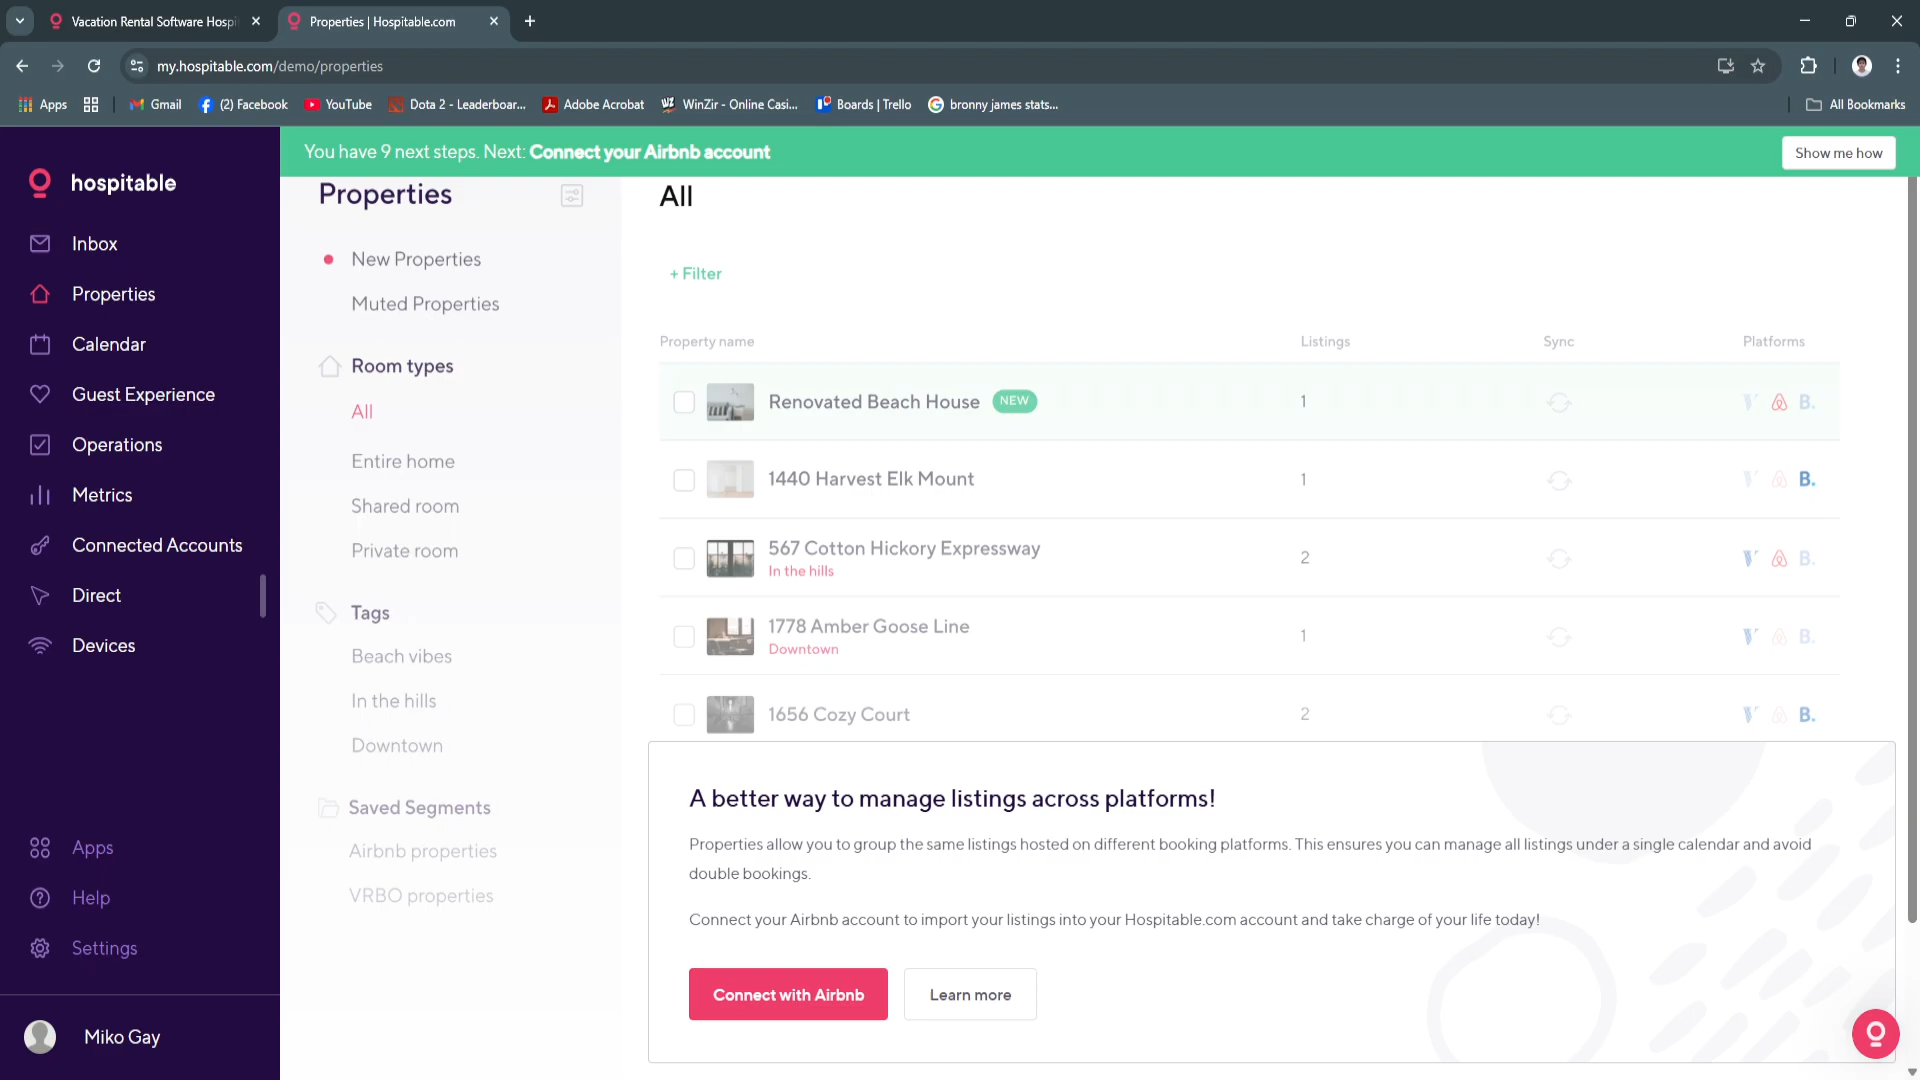 Vacation Rental Software Hospi
Properties | Hospitable.com
my.hospitable.com/demo/properties
Apps
Gmail
(2) Facebook
YouTube
Dota 2 - Leaderboar...
Adobe Acrobat
WinZir - Online Casi...
Boards | Trello
bronny james stats...
All Bookmarks
hospitable
Inbox
Properties
Calendar
Guest Experience
Operations
Metrics
Connected Accounts
Direct
Devices
Apps
Help
Settings
Miko Gay
You have 9 next steps. Next: Connect your Airbnb account
Show me how
Properties
New Properties
Muted Properties
Room types
All
Entire home
Shared room
Private room
Tags
Beach vibes
In the hills
Downtown
Saved Segments
Airbnb properties
VRBO properties
All
+ Filter
Property name Listings Sync Platforms
Renovated Beach House NEW 1 B.
1440 Harvest Elk Mount 1 B.
567 Cotton Hickory Expressway 2 B.
In the hills
1778 Amber Goose Line 1 B.
Downtown
1656 Cozy Court 2 B.
A better way to manage listings across platforms!
Properties allow you to group the same listings hosted on different booking platforms. This ensures you can manage all listings under a single calendar and avoid
double bookings.
Connect your Airbnb account to import your listings into your Hospitable.com account and take charge of your life today!
Connect with Airbnb
Learn more